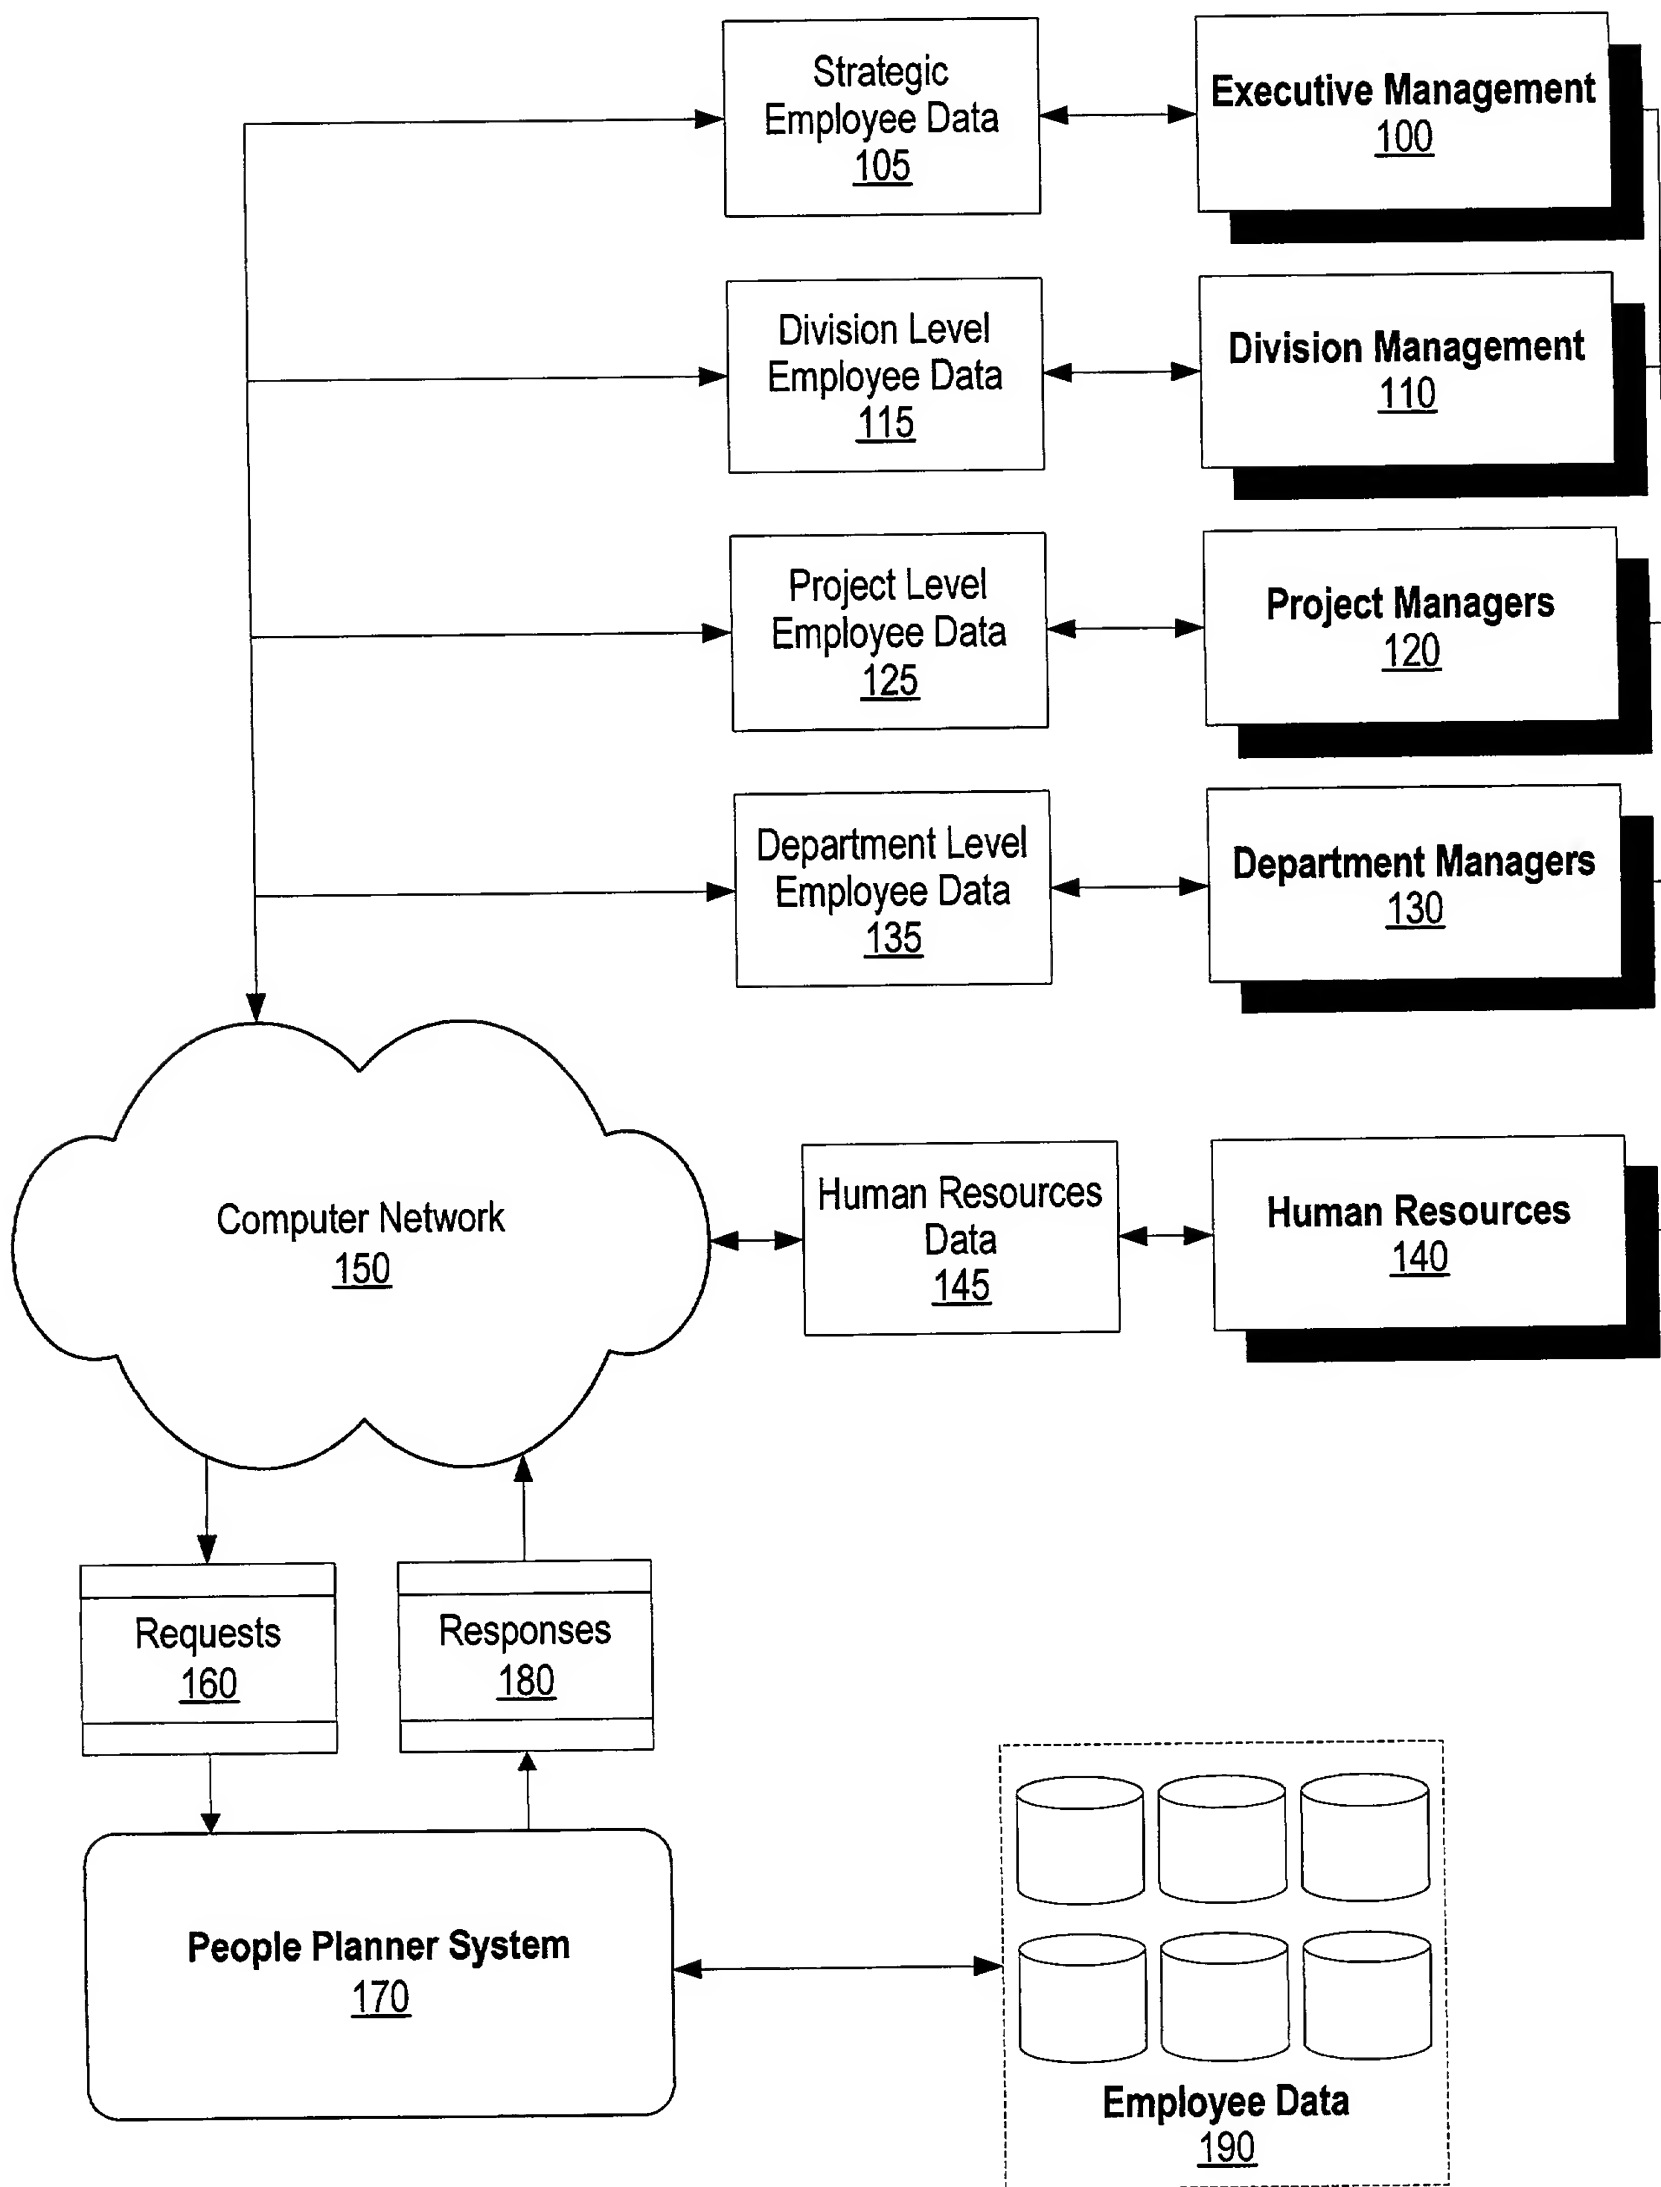 Strategic
Employee Data
105
Executive Management
100
Division Level
Employee Data
115
Division Management
110
Project Level
Employee Data
125
Project Managers
120
Department Level
Employee Data
135
Department Managers
130
Computer Network
150
Human Resources
Data
145
Human Resources
140
Requests
160
Responses
180
People Planner System
170
Employee Data
190